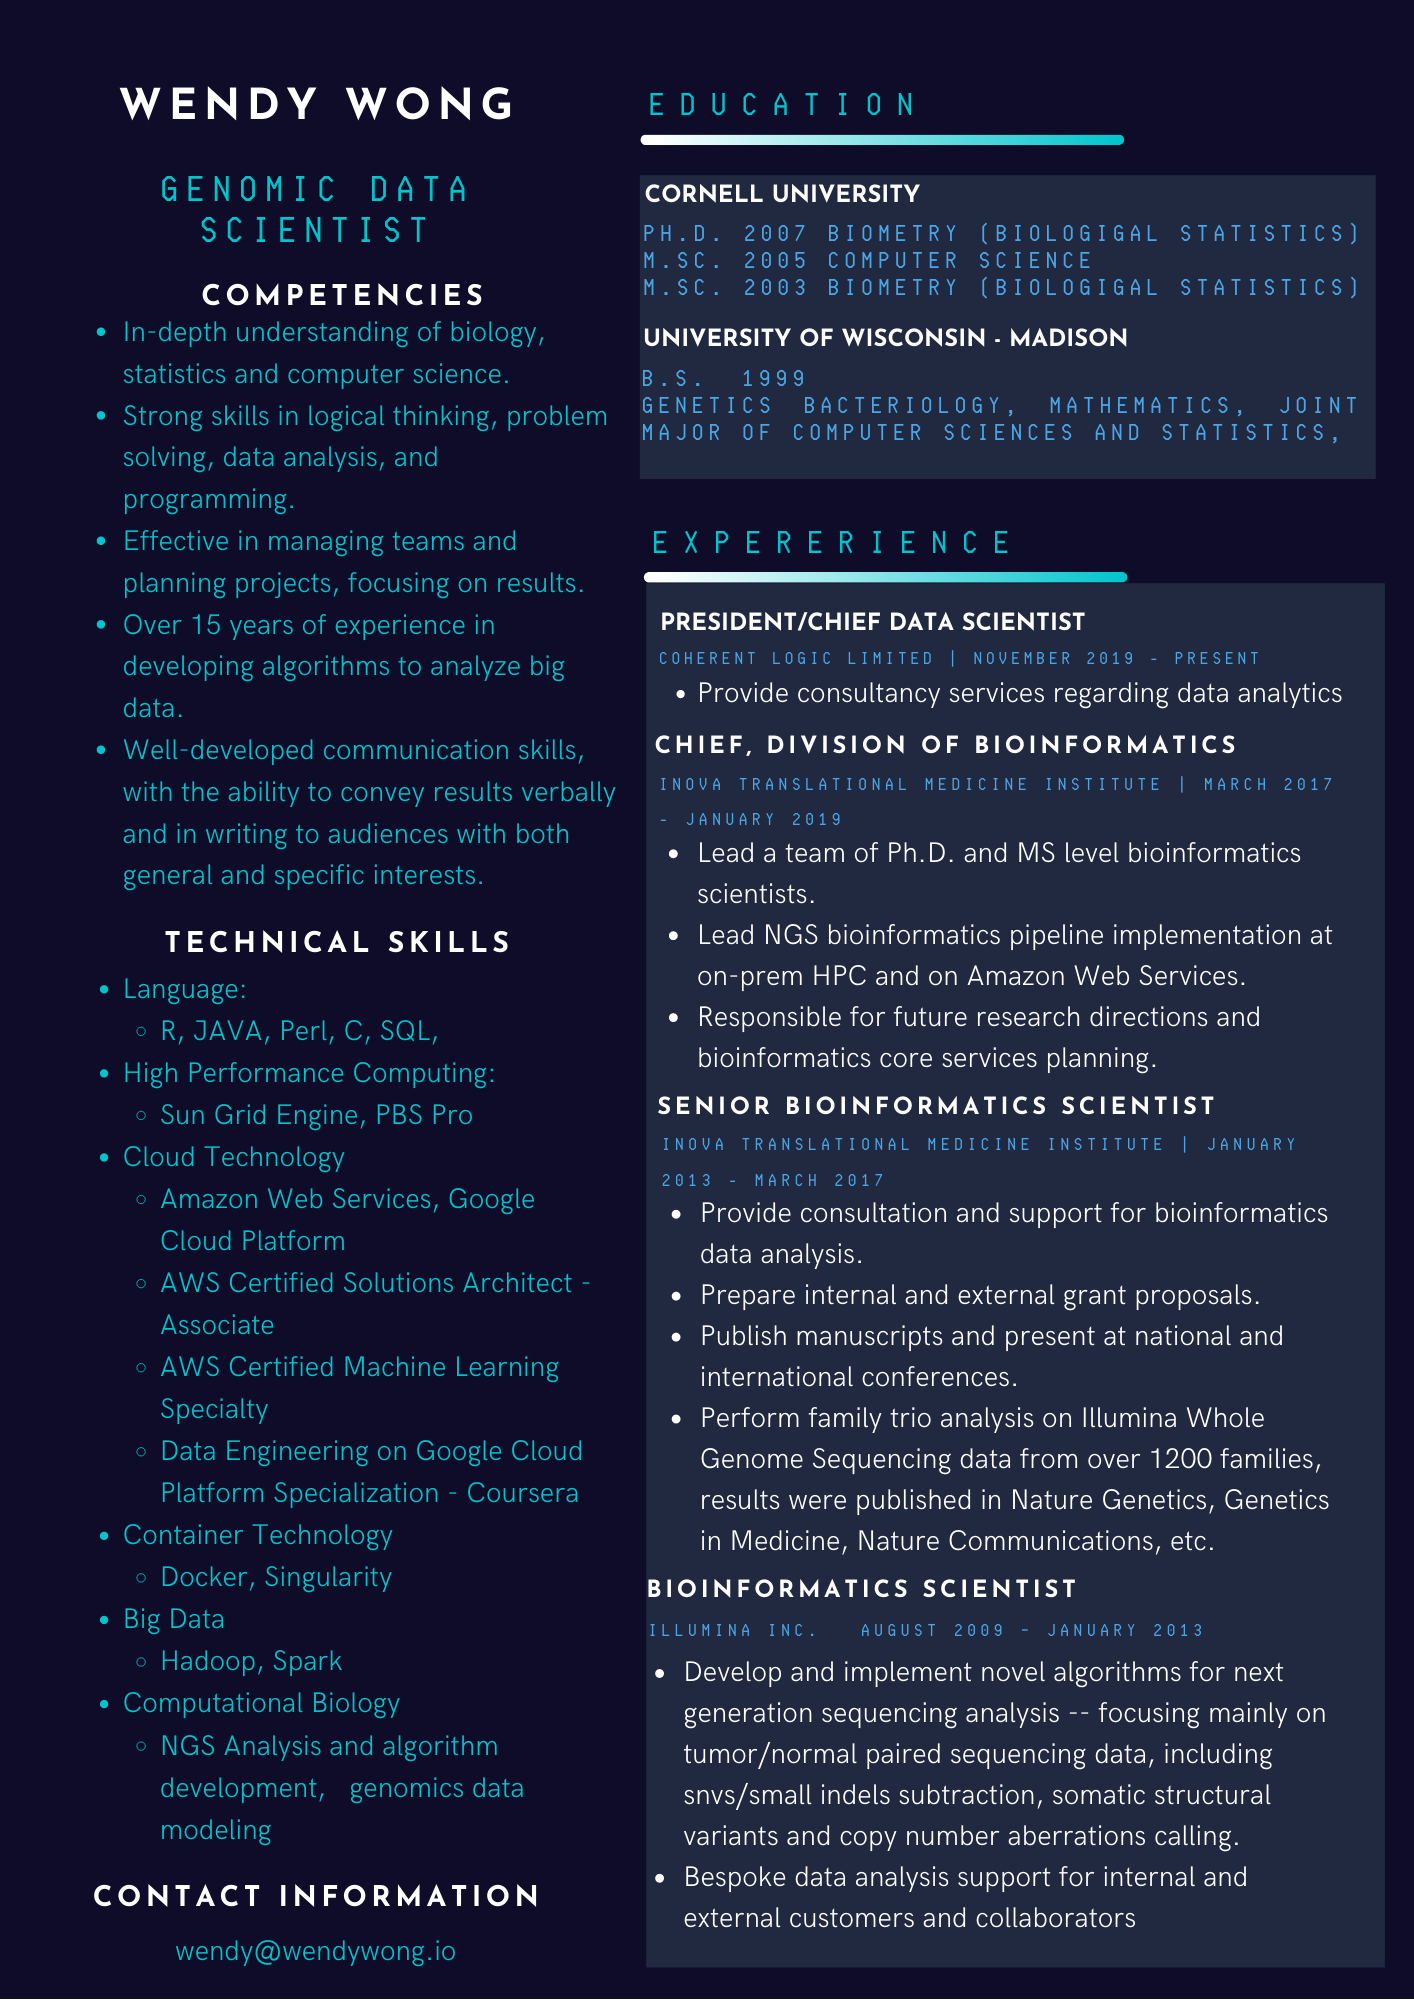 WENDY WONG
GENOMIC DATA
SCIENTIST
COMPETENCIES
• In-depth understanding of biology,
statistics and computer science.
• Strong skills in logical thinking, problem
solving, data analysis, and
programming.
• Effective in managing teams and
planning projects, focusing on results.
• Over 15 years of experience in
developing algorithms to analyze big
data.
• Well-developed communication skills,
with the ability to convey results verbally
and in writing to audiences with both
general and specific interests.
TECHNICAL SKILLS
• Language:
◦ R, JAVA, Perl, C, SQL,
• High Performance Computing:
◦ Sun Grid Engine, PBS Pro
• Cloud Technology
◦ Amazon Web Services, Google
Cloud Platform
◦ AWS Certified Solutions Architect -
Associate
◦ AWS Certified Machine Learning
Specialty
◦ Data Engineering on Google Cloud
Platform Specialization - Coursera
• Container Technology
◦ Docker, Singularity
• Big Data
◦ Hadoop, Spark
• Computational Biology
◦ NGS Analysis and algorithm
development, genomics data
modeling
CONTACT INFORMATION
wendy@wendywong.io
EDUCATION
CORNELL UNIVERSITY
PH.D. 2007 BIOMETRY (BIOLOGIGAL STATISTICS)
M.SC. 2005 COMPUTER SCIENCE
M.SC. 2003 BIOMETRY (BIOLOGIGAL STATISTICS)
UNIVERSITY OF WISCONSIN - MADISON
B.S. 1999
GENETICS BACTERIOLOGY, MATHEMATICS, JOINT
MAJOR OF COMPUTER SCIENCES AND STATISTICS,
EXPERERIENCE
PRESIDENT/CHIEF DATA SCIENTIST
COHERENT LOGIC LIMITED | NOVEMBER 2019 - PRESENT
• Provide consultancy services regarding data analytics
CHIEF, DIVISION OF BIOINFORMATICS
INOVA TRANSLATIONAL MEDICINE INSTITUTE | MARCH 2017
- JANUARY 2019
• Lead a team of Ph.D. and MS level bioinformatics
scientists.
• Lead NGS bioinformatics pipeline implementation at
on-prem HPC and on Amazon Web Services.
• Responsible for future research directions and
bioinformatics core services planning.
SENIOR BIOINFORMATICS SCIENTIST
INOVA TRANSLATIONAL MEDICINE INSTITUTE | JANUARY
2013 - MARCH 2017
• Provide consultation and support for bioinformatics
data analysis.
• Prepare internal and external grant proposals.
• Publish manuscripts and present at national and
international conferences.
• Perform family trio analysis on Illumina Whole
Genome Sequencing data from over 1200 families,
results were published in Nature Genetics, Genetics
in Medicine, Nature Communications, etc.
BIOINFORMATICS SCIENTIST
ILLUMINA INC. AUGUST 2009 – JANUARY 2013
• Develop and implement novel algorithms for next
generation sequencing analysis -- focusing mainly on
tumor/normal paired sequencing data, including
snvs/small indels subtraction, somatic structural
variants and copy number aberrations calling.
• Bespoke data analysis support for internal and
external customers and collaborators